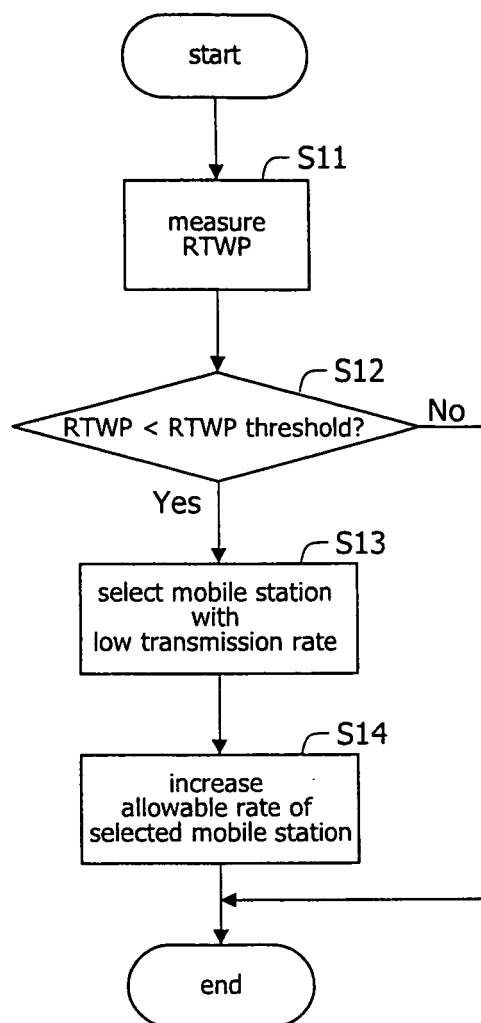 start
S11
measure
RTWP
S12
RTWP < RTWP threshold?
No
Yes
S13
select mobile station
with
low transmission rate
S14
increase
allowable rate of
selected mobile station
end